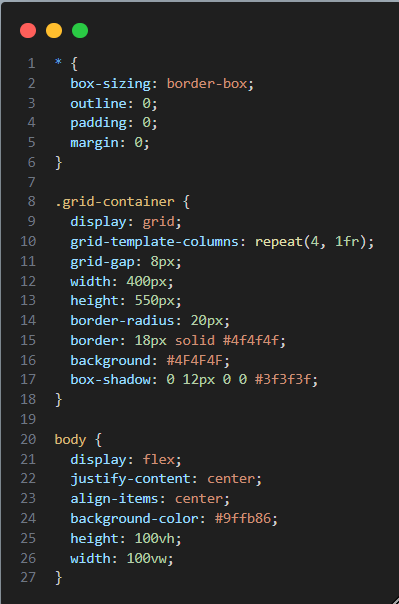 1 * {
2   box-sizing: border-box;
3   outline: 0;
4   padding: 0;
5   margin: 0;
6 }
7
8 .grid-container {
9   display: grid;
10   grid-template-columns: repeat(4, 1fr);
11   grid-gap: 8px;
12   width: 400px;
13   height: 550px;
14   border-radius: 20px;
15   border: 18px solid #4f4f4f;
16   background: #4F4F4F;
17   box-shadow: 0 12px 0 0 #3f3f3f;
18 }
19
20 body {
21   display: flex;
22   justify-content: center;
23   align-items: center;
24   background-color: #9ffb86;
25   height: 100vh;
26   width: 100vw;
27 }